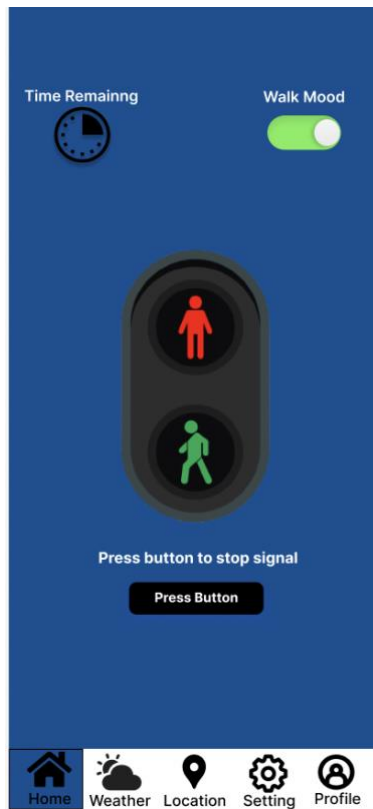 Time Remainng
Walk Mood
Press button to stop signal
Press Button
Home
Weather
Location
Setting
Profile